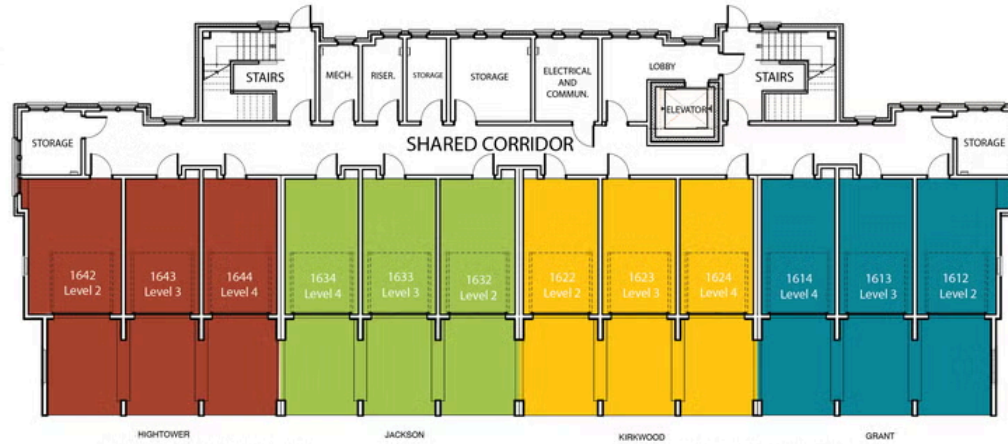 STAIRS
MECH.
RISER.
STORAGE
STORAGE
ELECTRICAL
AND
COMMUN.
LOBBY
ELEVATOR
STAIRS
STORAGE
SHARED CORRIDOR
STORAGE
1642
Level 2
1643
Level 3
1644
Level 4
1634
Level 4
1633
Level 3
1632
Level 2
1622
Level 2
1623
Level 3
1624
Level 4
1614
Level 4
1613
Level 3
1612
Level 2
HIGHTOWER
JACKSON
KIRKWOOD
GRANT